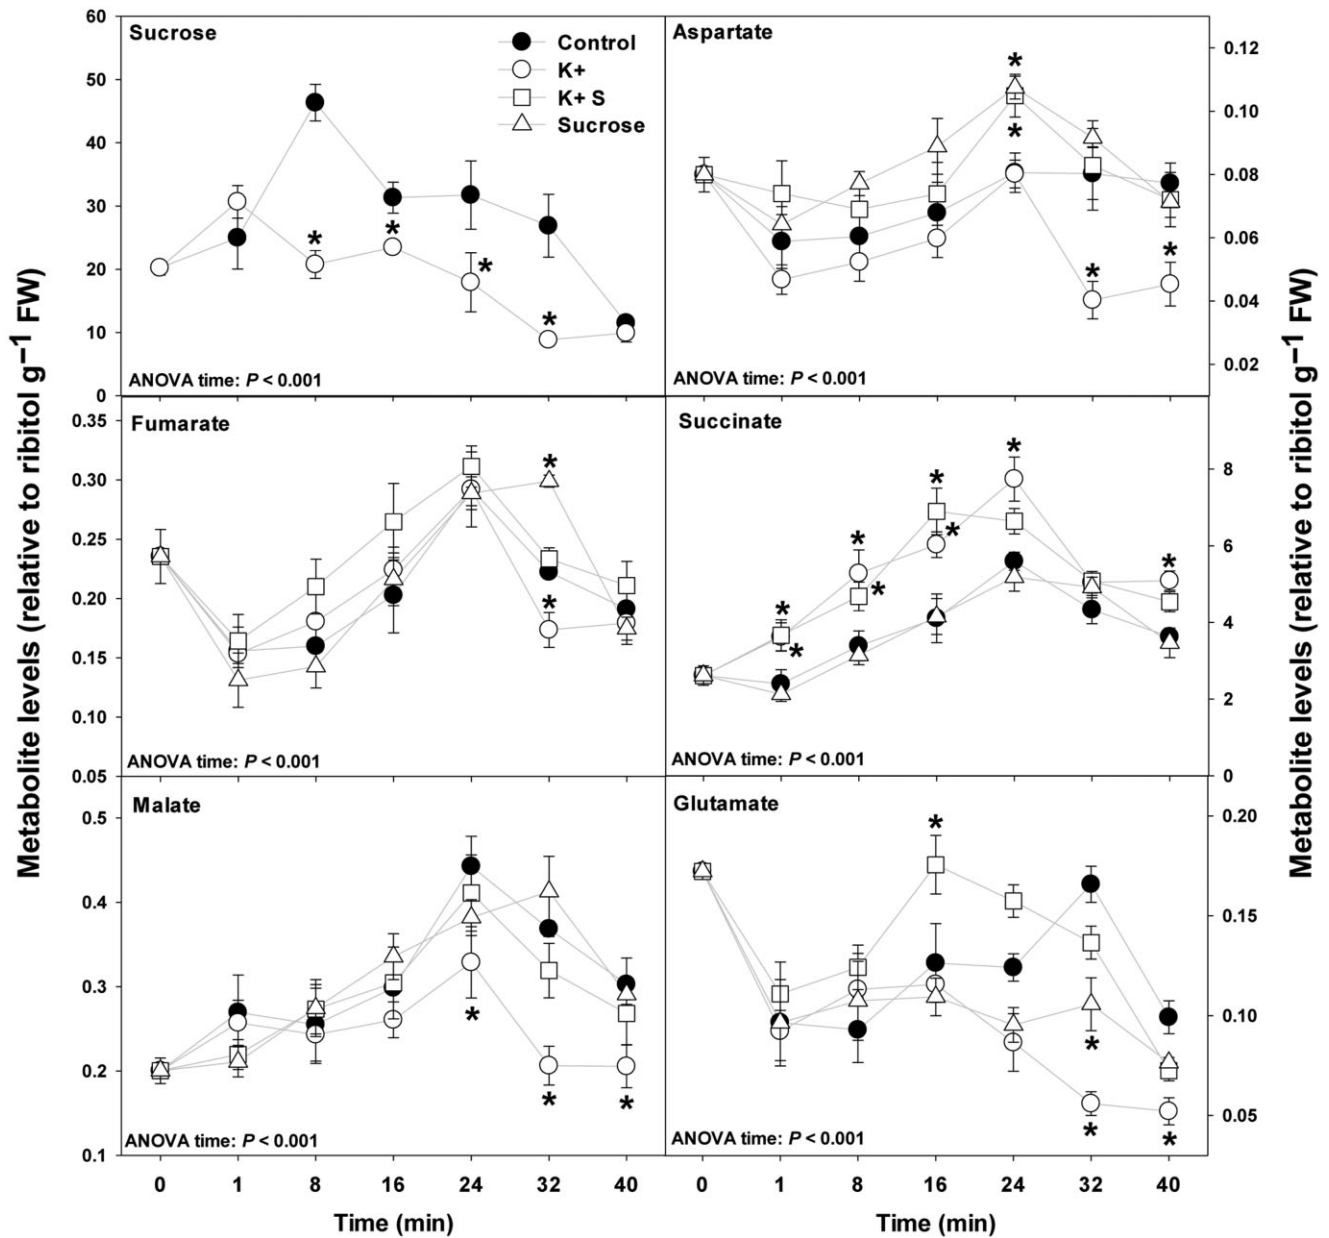 Metabolite levels (relative to ribitol g–1 FW)
Sucrose
Control
K+
K+ S
Sucrose
60
50
40
30
20
10
0
ANOVA time: P < 0.001
*
*
*
*
Aspartate
0.12
0.10
0.08
0.06
0.04
0.02
ANOVA time: P < 0.001
*
*
*
*
Fumarate
0.35
0.30
0.25
0.20
0.15
0.10
0.05
ANOVA time: P < 0.001
*
*
Succinate
8
6
4
2
0
ANOVA time: P < 0.001
*
*
*
*
*
*
*
*
Malate
0.5
0.4
0.3
0.2
0.1
ANOVA time: P < 0.001
*
*
*
0 1 8 16 24 32 40
Time (min)
Glutamate
0.20
0.15
0.10
0.05
ANOVA time: P < 0.001
*
*
*
*
0 1 8 16 24 32 40
Time (min)
Metabolite levels (relative to ribitol g–1 FW)